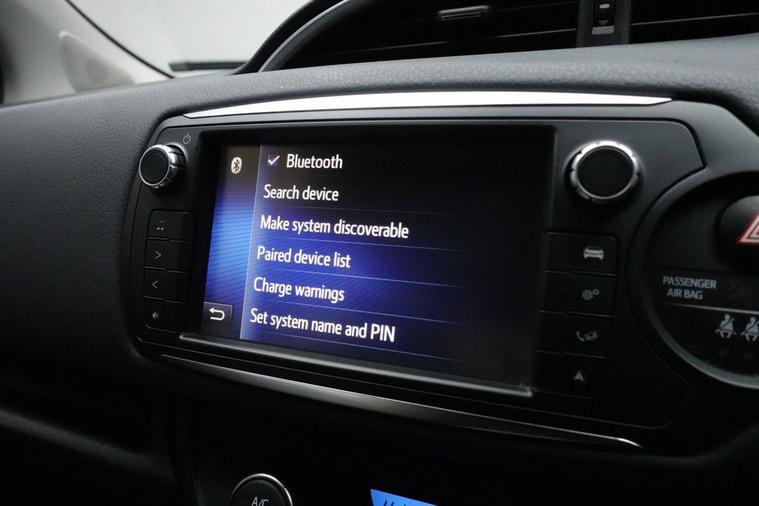 Bluetooth
Search device
Make system discoverable
Paired device list
Charge warnings
Set system name and PIN
PASSENGER
AIR BAG
A/C